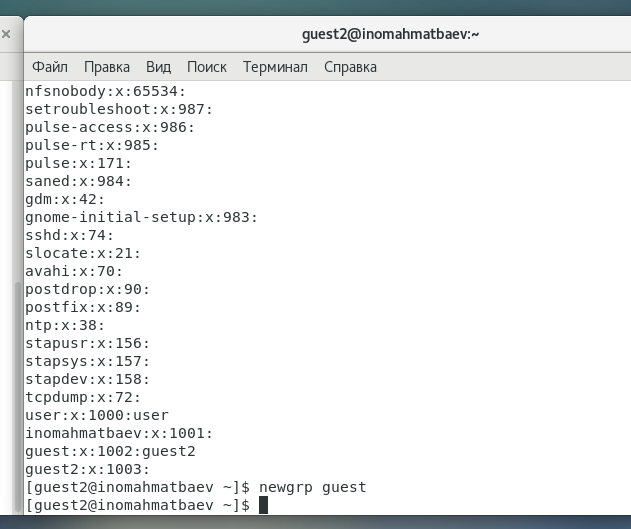 guest2@inomahmatbaev:~
Файл Правка Вид Поиск Терминал Справка
nfsnobody:x:65534:
setroubleshoot:x:987:
pulse-access:x:986:
pulse-rt:x:985:
pulse:x:171:
saned:x:984:
gdm:x:42:
gnome-initial-setup:x:983:
sshd:x:74:
slocate:x:21:
avahi:x:70:
postdrop:x:90:
postfix:x:89:
ntp:x:38:
stapusr:x:156:
stapsys:x:157:
stapdev:x:158:
tcpdump:x:72:
user:x:1000:user
inomahmatbaev:x:1001:
guest:x:1002:guest2
guest2:x:1003:
[guest2@inomahmatbaev ~]$ newgrp guest
[guest2@inomahmatbaev ~]$